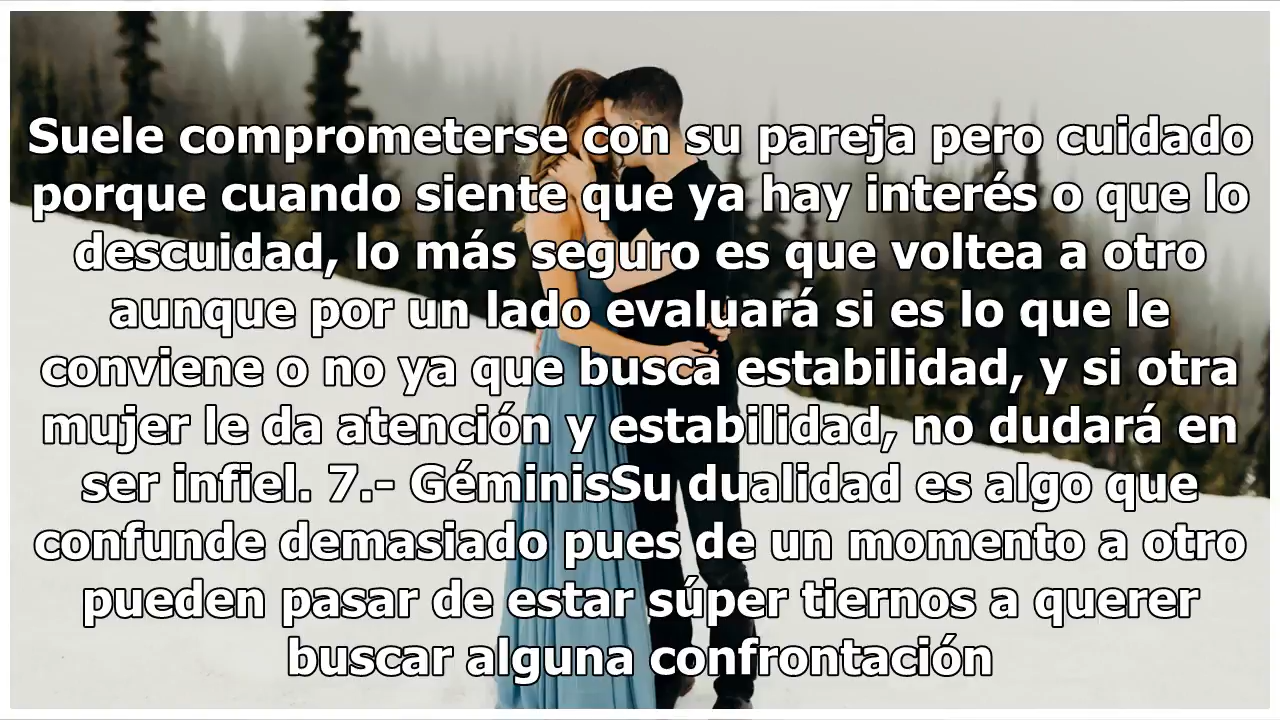 Suele comprometerse con su pareja pero cuidado
porque cuando siente que ya hay interés o que lo
descuidad, lo más seguro es que voltea a otro
aunque por un lado evaluará si es lo que le
conviene o no ya que busca estabilidad, y si otra
mujer le da atención y estabilidad, no dudará en
ser infiel. 7.- GéminisSu dualidad es algo que
confunde demasiado pues de un momento a otro
pueden pasar de estar súper tiernos a querer
buscar alguna confrontación